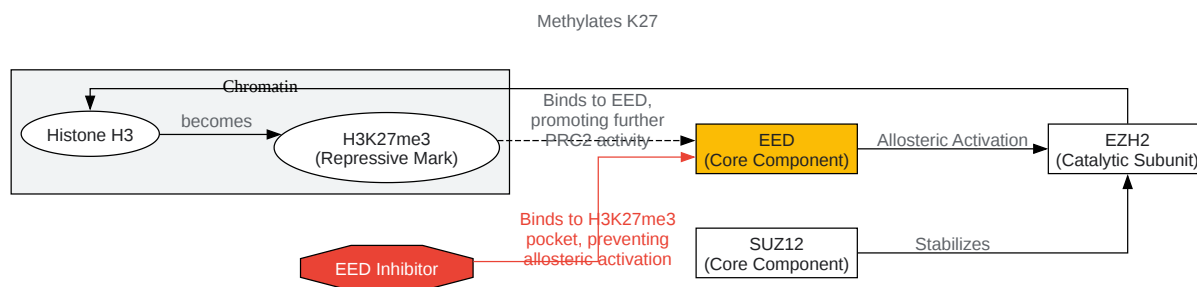 Methylates K27
Chromatin
Histone H3
becomes
H3K27me3
(Repressive Mark)
Binds to EED,
promoting further
PRC2 activity
EED
(Core Component)
Allosteric Activation
EZH2
(Catalytic Subunit)
Binds to H3K27me3
pocket, preventing
allosteric activation
EED Inhibitor
SUZ12
(Core Component)
Stabilizes